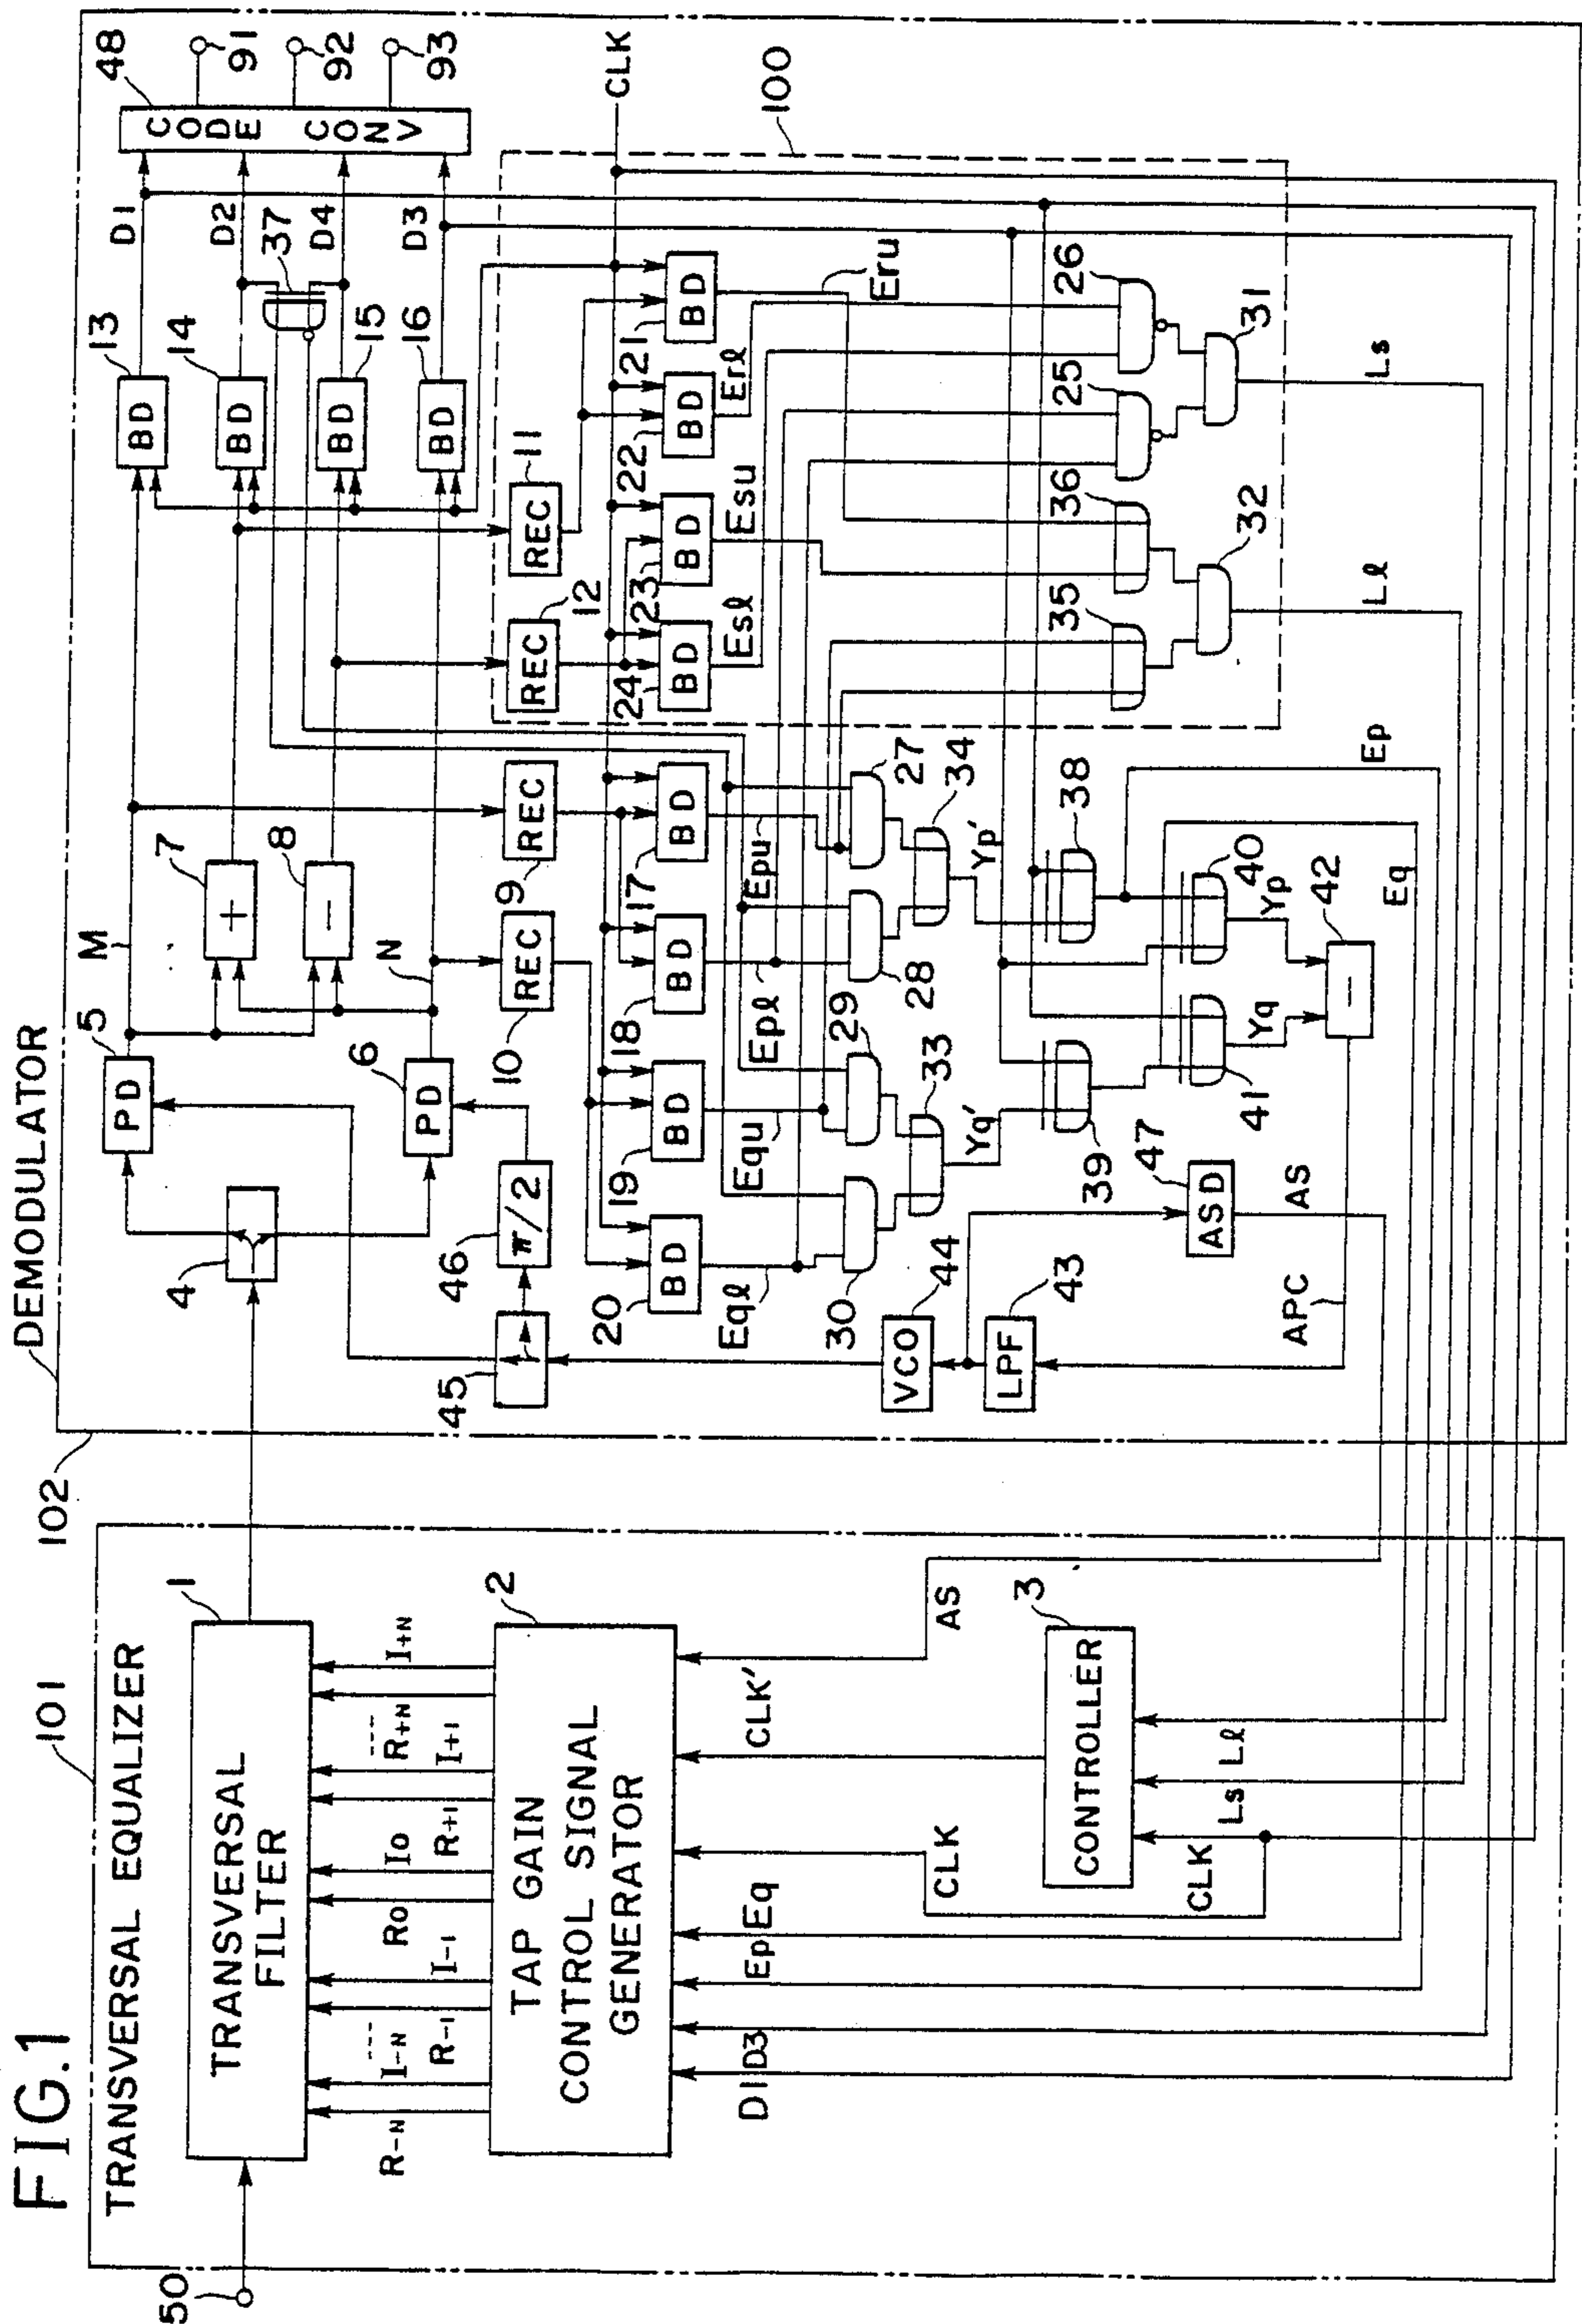 FIG.1
101
TRANSVERSAL EQUALIZER
50
1
TRANSVERSAL
FILTER
R-N
I-N
---
R-1
I-1
R0
I0
R+1
I+1
---
R+N
I+N
2
TAP GAIN
CONTROL SIGNAL
GENERATOR
D1
D3
Ep
Eq
CLK
CLK'
AS
3
CONTROLLER
CLK
Ls
Lℓ
102
DEMODULATOR
4
5
PD
6
PD
M
N
7
+
8
−
13
BD
14
BD
15
BD
16
BD
D1
D2
37
D4
D3
48
CODE CONV
91
92
93
CLK
100
45
46
π/2
10
REC
9
REC
12
REC
11
REC
20
BD
19
BD
18
BD
17
BD
24
BD
23
BD
22
BD
21
BD
Eqℓ
Equ
Epℓ
Epu
Esℓ
Esu
Erℓ
Eru
30
29
28
27
33
34
35
36
25
26
32
31
Yq'
Yp'
44
VCO
43
LPF
47
ASD
AS
APC
39
38
41
40
Yq
Yp
42
−
Eq
Ep
Lℓ
Ls